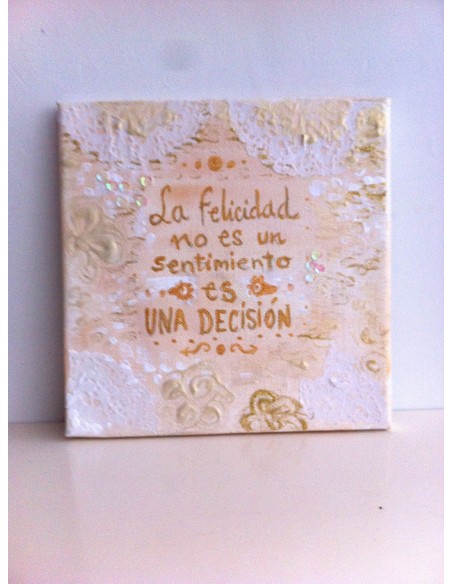 La felicidad
no es un
sentimiento
es
UNA DECISIÓN